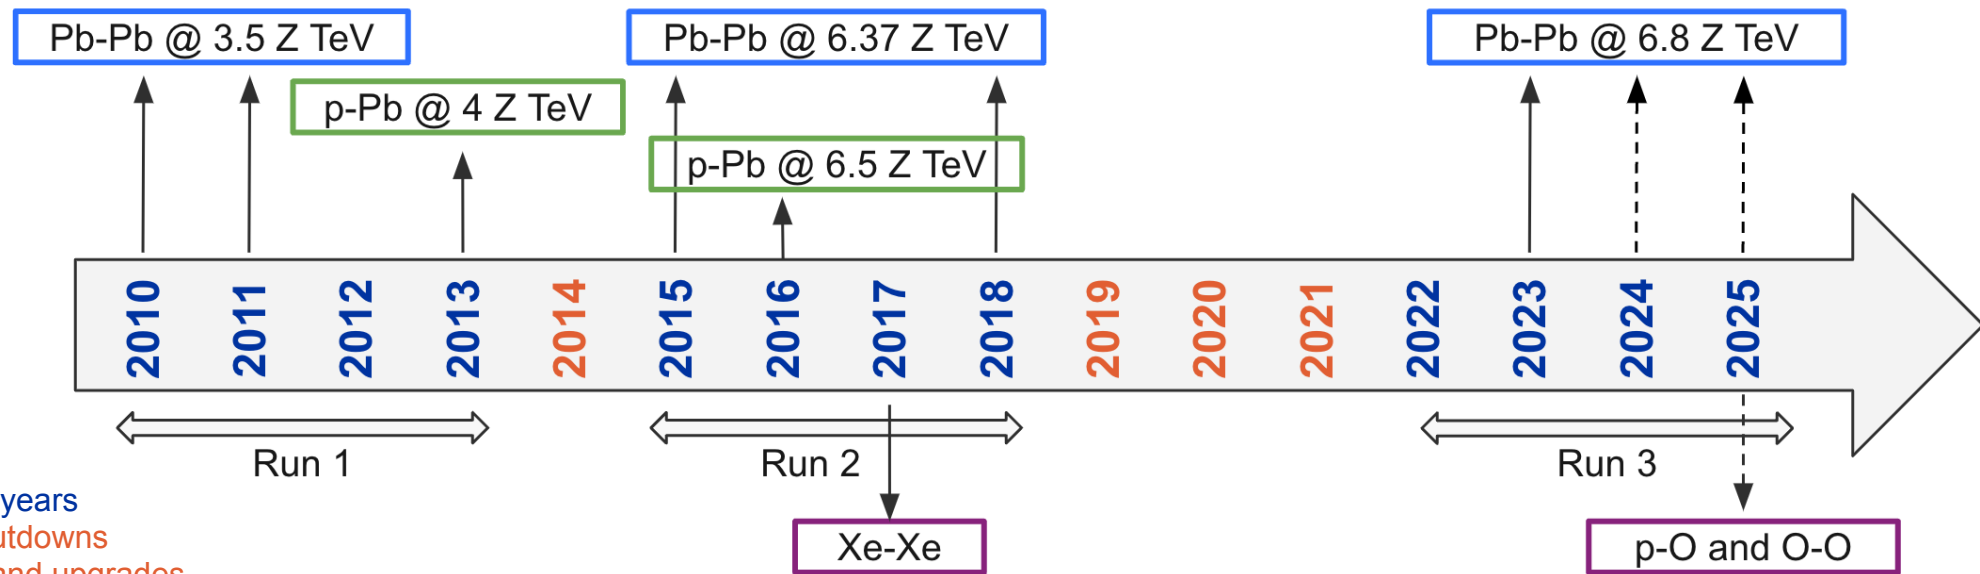 Pb-Pb @ 3.5 Z TeV
Pb-Pb @ 6.37 Z TeV
Pb-Pb @ 6.8 Z TeV
p-Pb @ 4 Z TeV
p-Pb @ 6.5 Z TeV
2010
2011
2012
2013
2014
2015
2016
2017
2018
2019
2020
2021
2022
2023
2024
2025
Run 1
Run 2
Run 3
years
utdowns
and upgrades
Xe-Xe
p-O and O-O